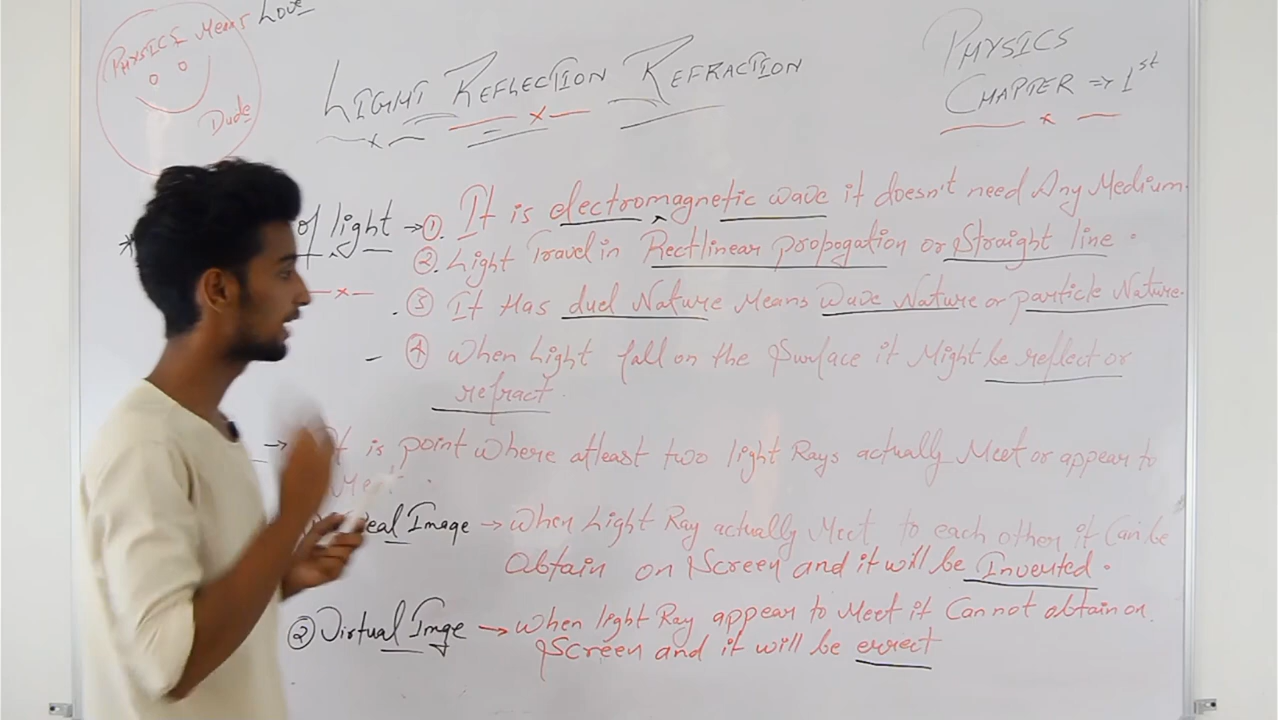 PHYSICS Means Love
Dude
LIGHT REFLECTION REFRACTION
PHYSICS
CHAPTER => 1st
of light → ①. It is electromagnetic wave it doesn't need Any Medium.
②. Light Travel in Rectlinear propogation or Straight line.
③ It Has duel Nature Means Wave Nature or particle Nature.
④ When Light fall on the Surface it Might be reflect or
refract.
→ It is point where atleast two light Rays actually Meet or appear to
Real Image → When Light Ray actually Meet to each other it Can be
Obtain on Screen and it will be Inverted.
② Virtual Imge → When light Ray appear to Meet it Cannot obtain on
Screen and it will be errect